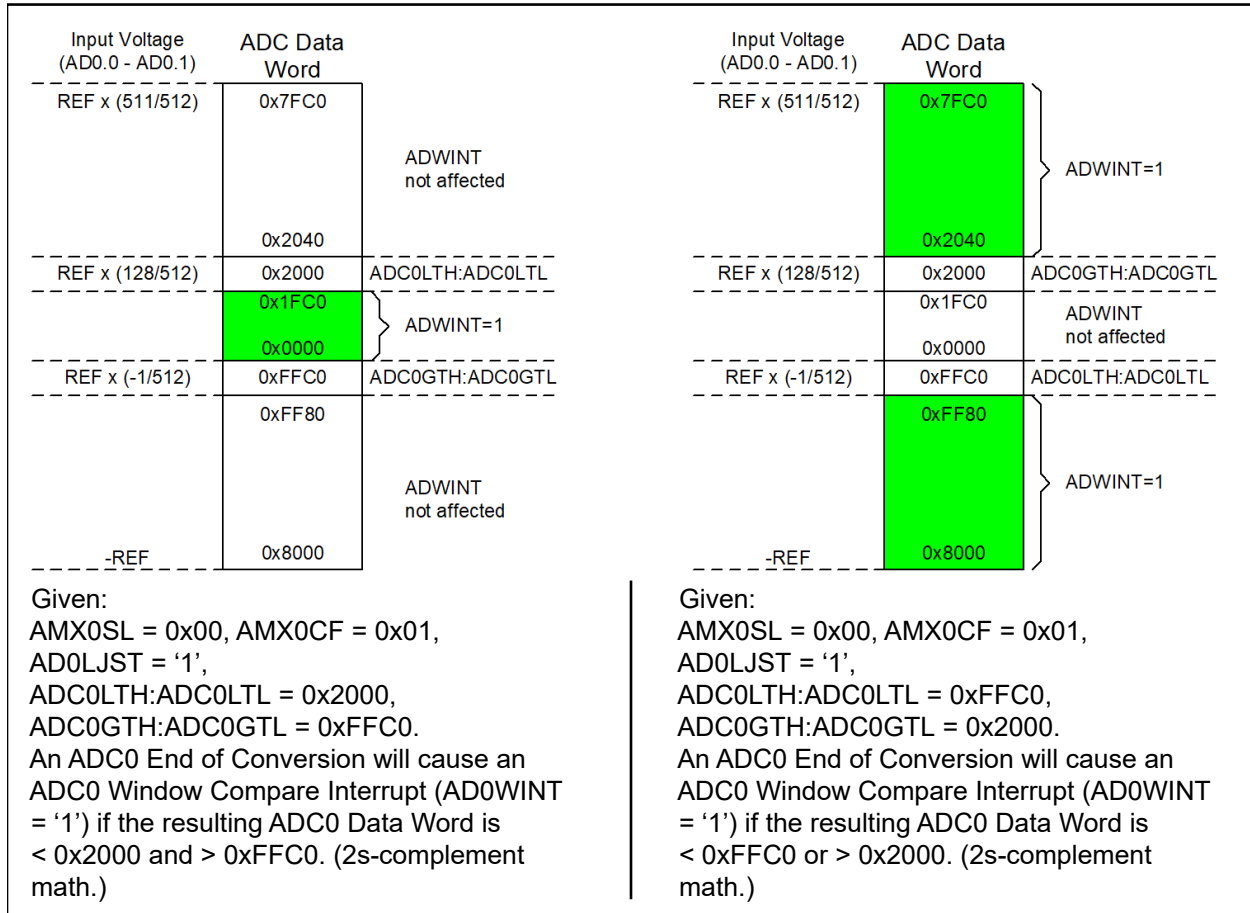 Input Voltage
(AD0.0 - AD0.1)
ADC Data
Word
REF x (511/512)
0x7FC0
ADWINT
not affected
0x2040
REF x (128/512)
0x2000
ADC0LTH:ADC0LTL
0x1FC0
ADWINT=1
0x0000
REF x (-1/512)
0xFFC0
ADC0GTH:ADC0GTL
0xFF80
ADWINT
not affected
-REF
0x8000
Given:
AMX0SL = 0x00, AMX0CF = 0x01,
AD0LJST = ‘1’,
ADC0LTH:ADC0LTL = 0x2000,
ADC0GTH:ADC0GTL = 0xFFC0.
An ADC0 End of Conversion will cause an
ADC0 Window Compare Interrupt (AD0WINT
= ‘1’) if the resulting ADC0 Data Word is
< 0x2000 and > 0xFFC0. (2s-complement
math.)
Input Voltage
(AD0.0 - AD0.1)
ADC Data
Word
REF x (511/512)
0x7FC0
ADWINT=1
0x2040
REF x (128/512)
0x2000
ADC0GTH:ADC0GTL
0x1FC0
ADWINT
not affected
0x0000
REF x (-1/512)
0xFFC0
ADC0LTH:ADC0LTL
0xFF80
ADWINT=1
-REF
0x8000
Given:
AMX0SL = 0x00, AMX0CF = 0x01,
AD0LJST = ‘1’,
ADC0LTH:ADC0LTL = 0xFFC0,
ADC0GTH:ADC0GTL = 0x2000.
An ADC0 End of Conversion will cause an
ADC0 Window Compare Interrupt (AD0WINT
= ‘1’) if the resulting ADC0 Data Word is
< 0xFFC0 or > 0x2000. (2s-complement
math.)